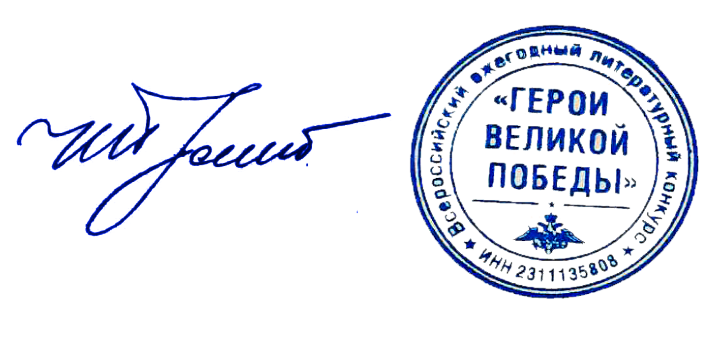 «ГЕРОИ
ВЕЛИКОЙ
ПОБЕДЫ»
★ Всероссийский ежегодный литературный конкурс ★
ИНН 2311135808